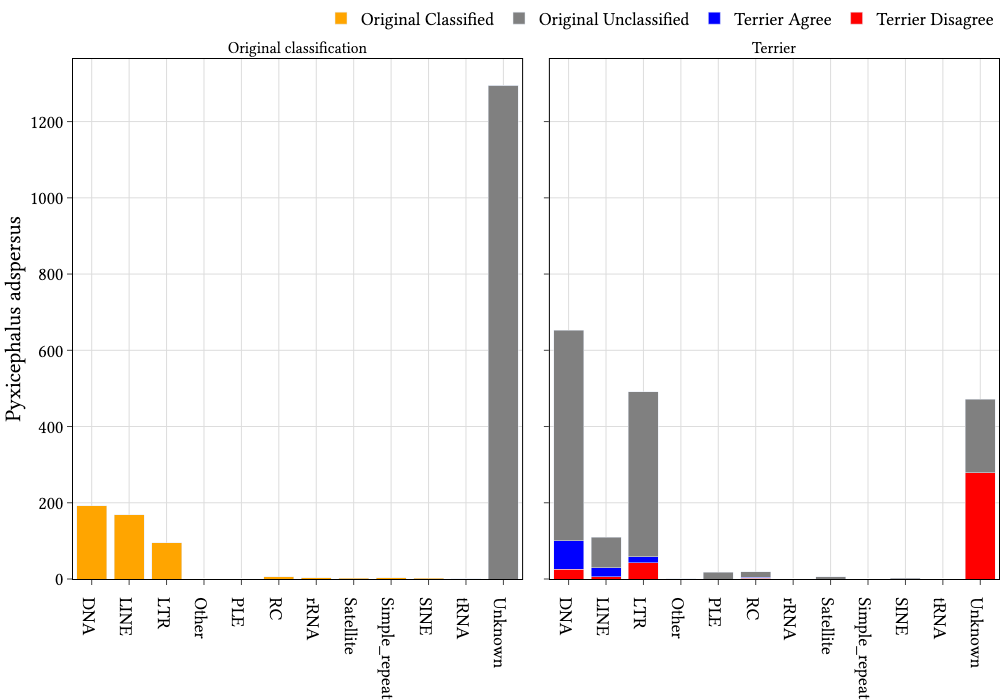 Original Classified Original Unclassified Terrier Agree Terrier Disagree
Original classification
Terrier
Pyxicephalus adspersus
1200
1000
800
600
400
200
0
DNA LINE LTR Other PLE RC rRNA Satellite Simple_repeat SINE tRNA Unknown
DNA LINE LTR Other PLE RC rRNA Satellite Simple_repeat SINE tRNA Unknown